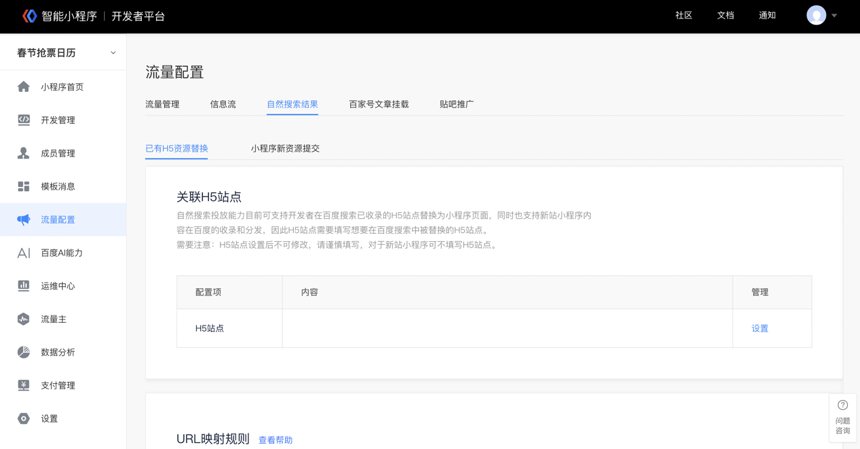 智能小程序 | 开发者平台
社区 文档 通知
春节抢票日历
小程序首页
开发管理
成员管理
模板消息
流量配置
百度AI能力
运维中心
流量主
数据分析
支付管理
设置
流量配置
流量管理 信息流 自然搜索结果 百家号文章挂载 贴吧推广
已有H5资源替换 小程序新资源提交
关联H5站点
自然搜索投放能力目前可支持开发者在百度搜索已收录的H5站点替换为小程序页面，同时也支持新站小程序内
容在百度的收录和分发，因此H5站点需要填写想要在百度搜索中被替换的H5站点。
需要注意：H5站点设置后不可修改，请谨慎填写，对于新站小程序可不填写H5站点。
配置项 内容 管理
H5站点 设置
URL映射规则 查看帮助
问题
咨询